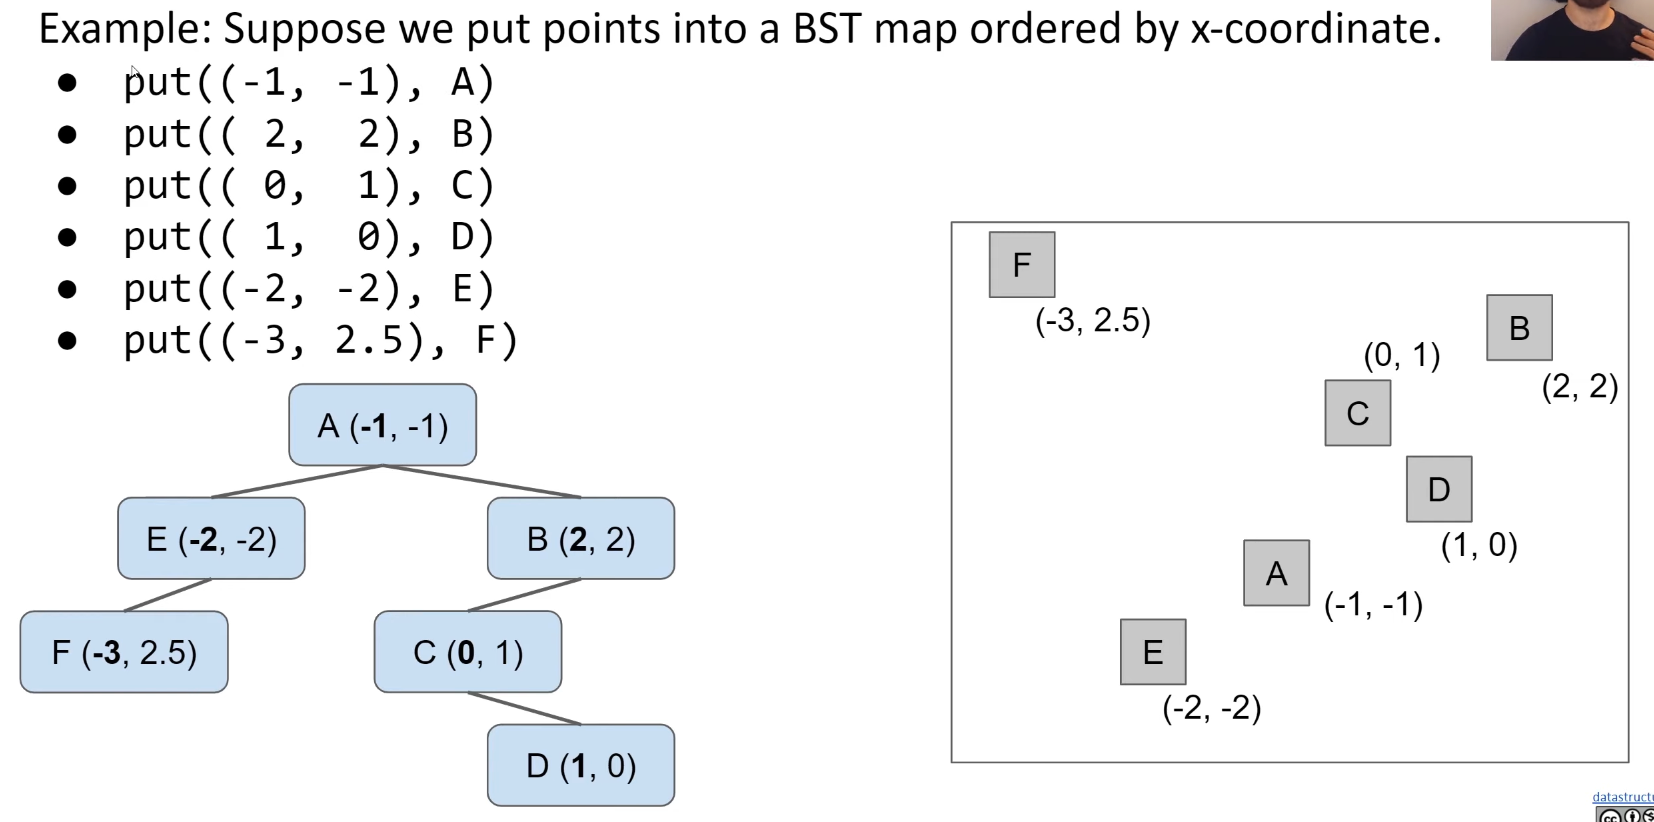 Example: Suppose we put points into a BST map ordered by x-coordinate.
● put((-1, -1), A)
● put(( 2, 2), B)
● put(( 0, 1), C)
● put(( 1, 0), D)
● put((-2, -2), E)
● put((-3, 2.5), F)
A (-1, -1)
E (-2, -2)
B (2, 2)
F (-3, 2.5)
C (0, 1)
D (1, 0)
F
(-3, 2.5)
B
(2, 2)
(0, 1)
C
D
(1, 0)
A
(-1, -1)
E
(-2, -2)
datastructu
cc